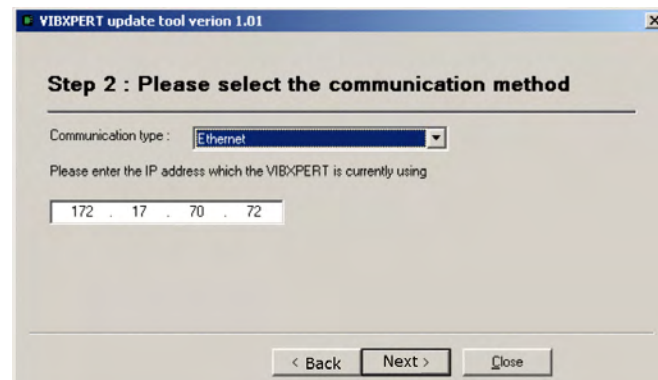 VIBXPERT update tool verion 1.01
Step 2 : Please select the communication method
Communication type : Ethernet
Please enter the IP address which the VIBXPERT is currently using
172 . 17 . 70 . 72
< Back Next > Close